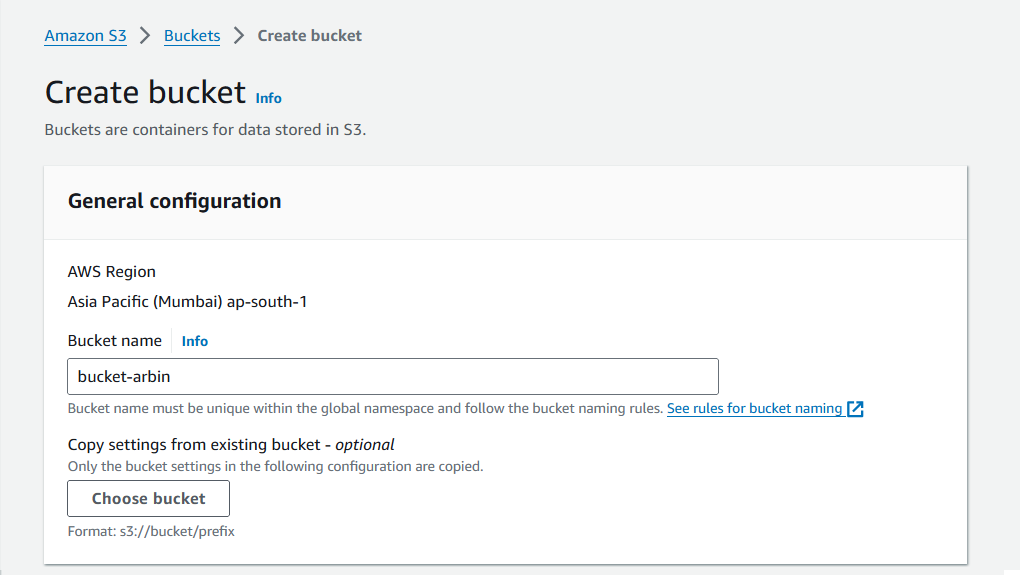 Amazon S3 > Buckets > Create bucket
Create bucket Info
Buckets are containers for data stored in S3.
General configuration
AWS Region
Asia Pacific (Mumbai) ap-south-1
Bucket name Info
bucket-arbin
Bucket name must be unique within the global namespace and follow the bucket naming rules. See rules for bucket naming
Copy settings from existing bucket - optional
Only the bucket settings in the following configuration are copied.
Choose bucket
Format: s3://bucket/prefix